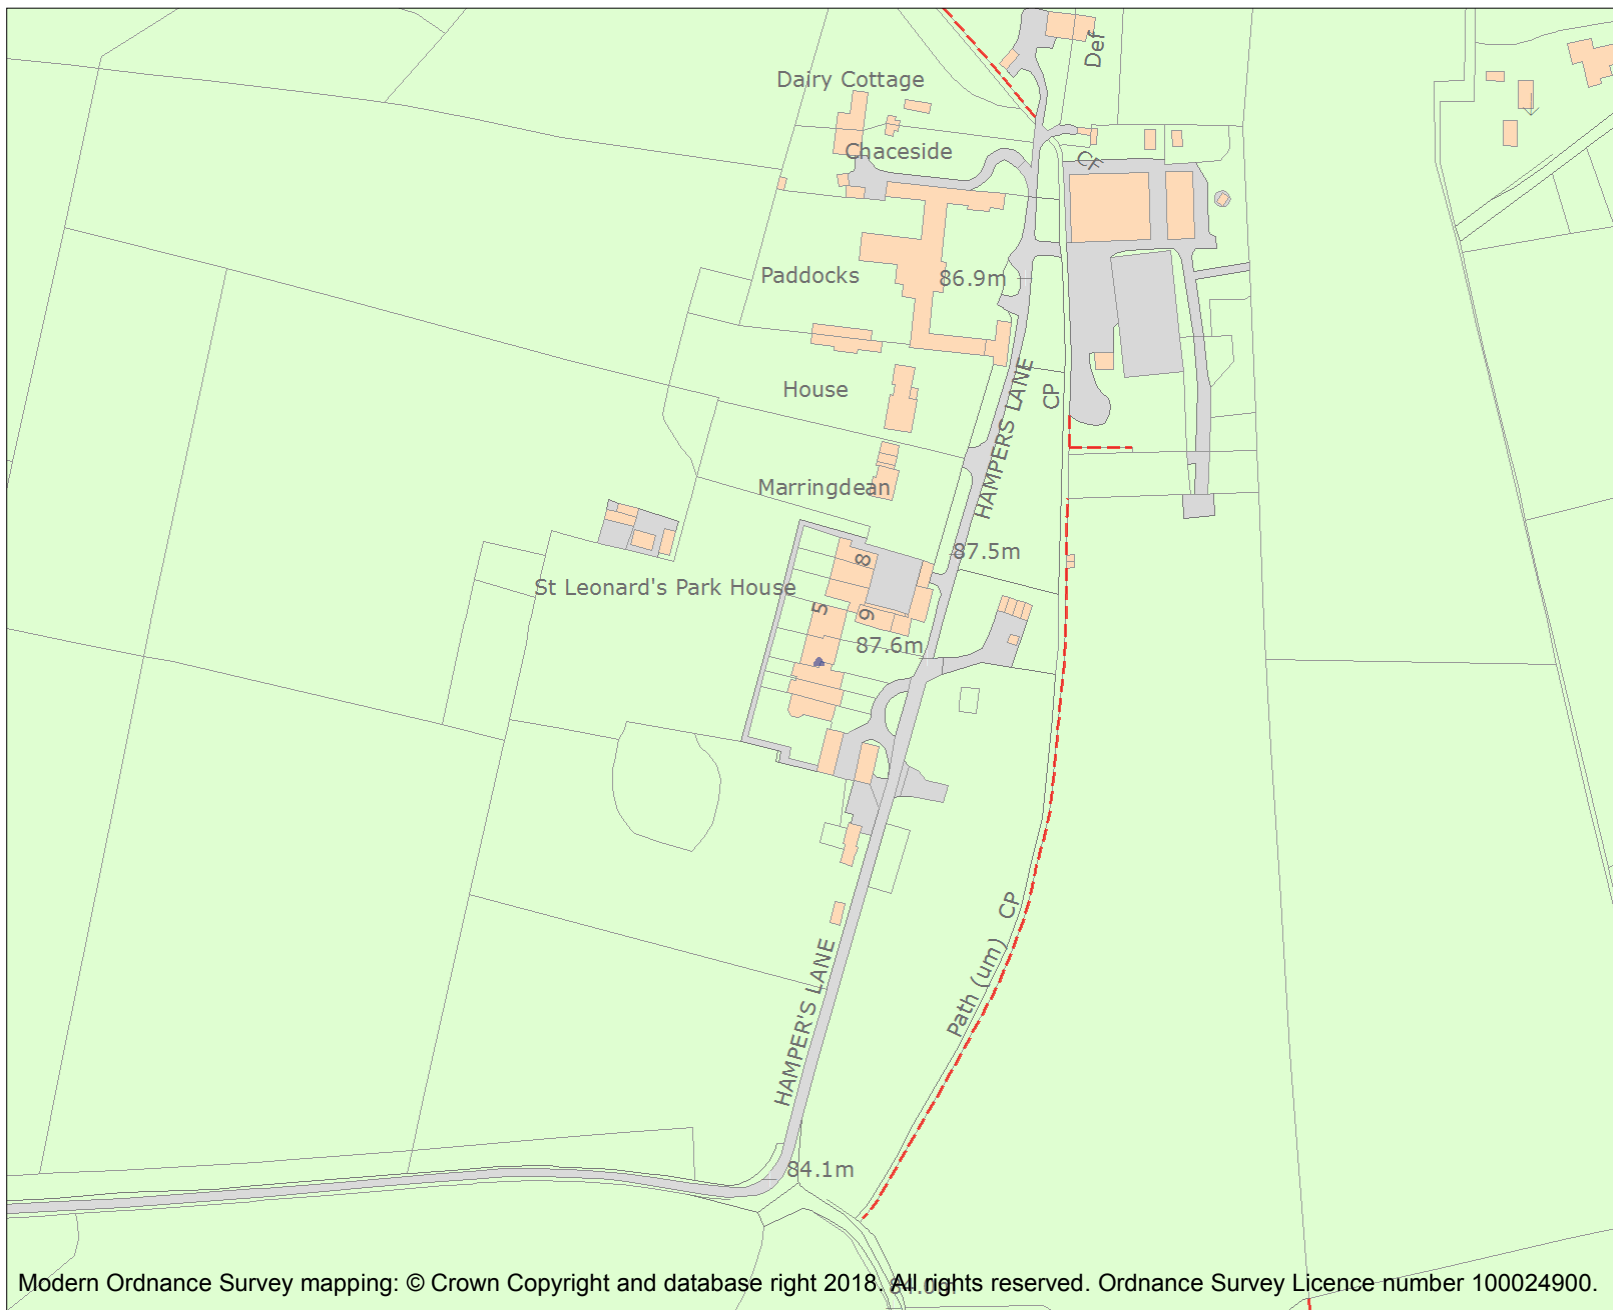 Def
Dairy Cottage
Chaceside
CF
Paddocks
86.9m
House
HAMPERS LANE
CP
Marringdean
87.5m
St Leonard's Park House
8
5
9
87.6m
HAMPER'S LANE
Path (um)
CP
84.1m
84.0m
Modern Ordnance Survey mapping: © Crown Copyright and database right 2018. All rights reserved. Ordnance Survey Licence number 100024900.